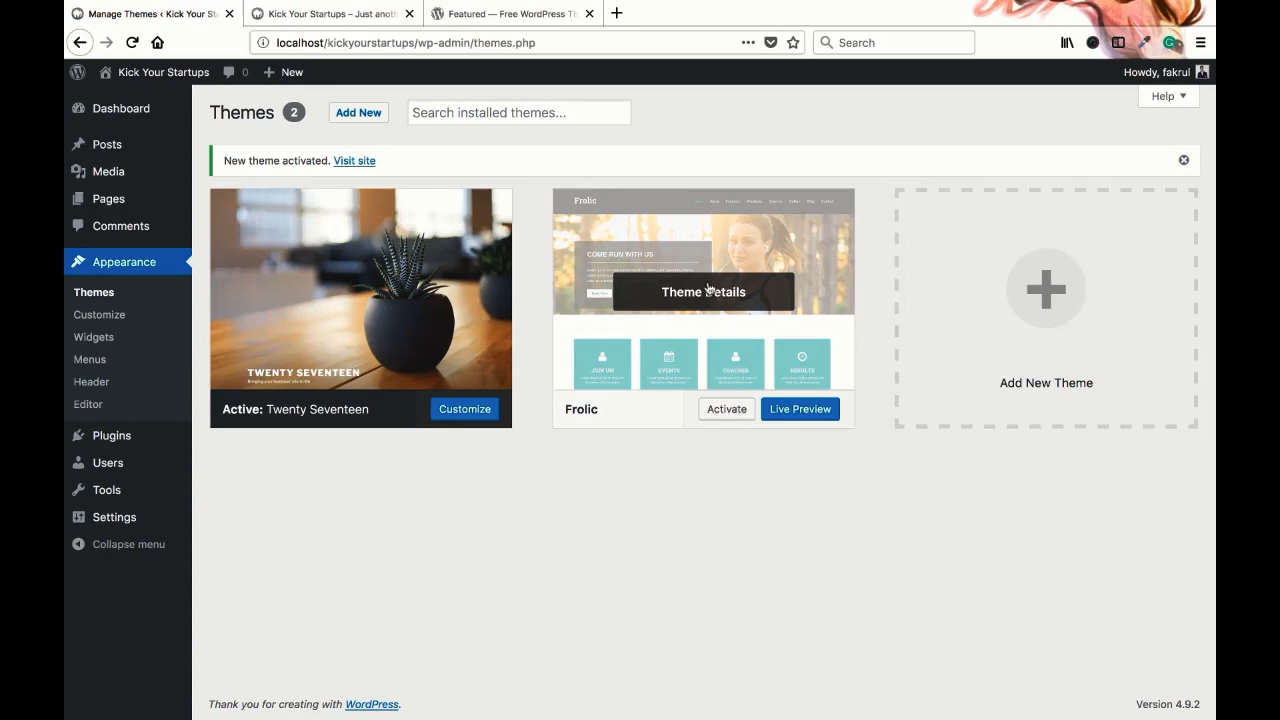 Manage Themes ‹ Kick Your St
Kick Your Startups – Just anoth
Featured — Free WordPress Th
localhost/kickyourstartups/wp-admin/themes.php
Search
Kick Your Startups
0
New
Howdy, fakrul
Dashboard
Posts
Media
Pages
Comments
Appearance
Themes
Customize
Widgets
Menus
Header
Editor
Plugins
Users
Tools
Settings
Collapse menu
Themes 2
Add New
Search installed themes...
Help
New theme activated. Visit site
TWENTY SEVENTEEN
Active: Twenty Seventeen
Customize
Frolic
COME RUN WITH US
Theme Details
JOIN US
EVENTS
COACHES
RESULTS
Frolic
Activate
Live Preview
Add New Theme
Thank you for creating with WordPress.
Version 4.9.2